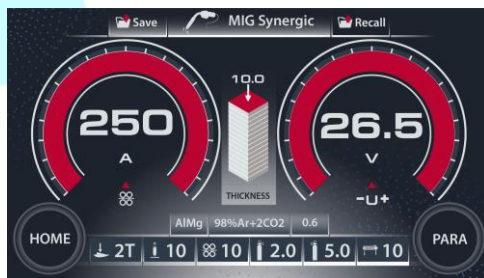 Save MIG Synergic Recall
10.0
250 26.5
A V
THICKNESS
-U+
AlMg 98%Ar+2CO2 0.6
HOME PARA
2T 10 10 2.0 5.0 10